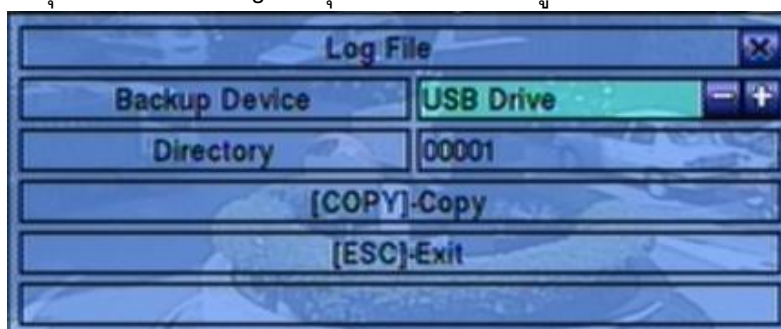 Log File
Backup Device USB Drive - +
Directory 00001
[COPY]-Copy
[ESC]-Exit